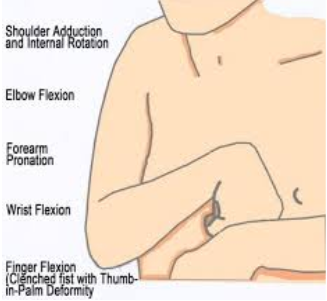 Shoulder Adduction
and Internal Rotation
Elbow Flexion
Forearm
Pronation
Wrist Flexion
Finger Flexion
(Clenched fist with Thumb-
in-Palm Deformity